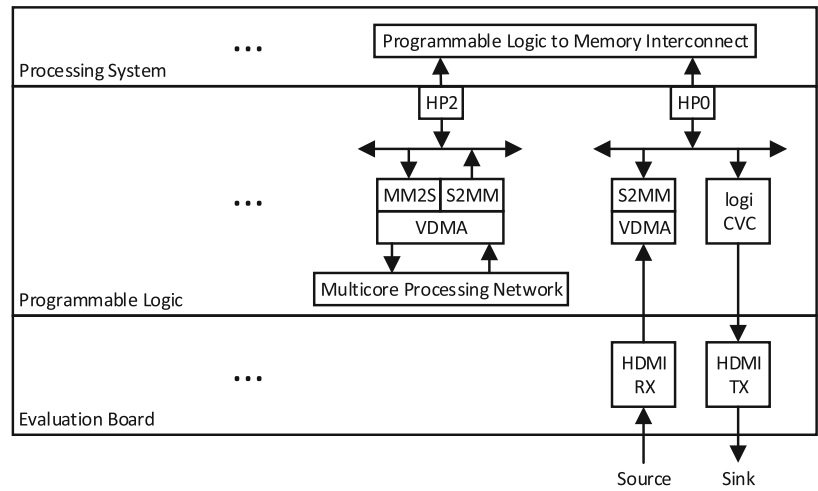 ...
Programmable Logic to Memory Interconnect
Processing System
HP2
HP0
...
MM2S
S2MM
VDMA
S2MM
VDMA
logi
CVC
Multicore Processing Network
Programmable Logic
...
HDMI
RX
HDMI
TX
Evaluation Board
Source
Sink